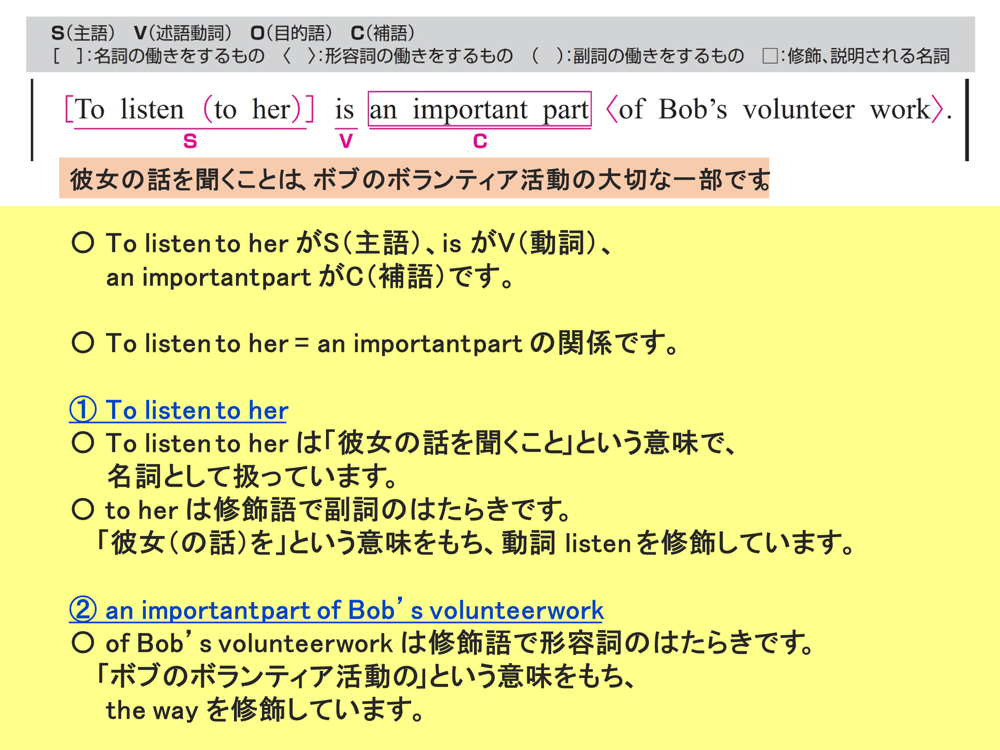 S(主語) V(述語動詞) O(目的語) C(補語)
[ ]:名詞の働きをするもの 〈 〉:形容詞の働きをするもの ( ):副詞の働きをするもの □:修飾、説明される名詞
[To listen (to her)] is an important part 〈of Bob’s volunteer work〉.
S V C
彼女の話を聞くことは、ボブのボランティア活動の大切な一部です。
○ To listen to her がS(主語)、is がV(動詞)、
an important part がC(補語)です。
○ To listen to her = an important part の関係です。
① To listen to her
○ To listen to her は「彼女の話を聞くこと」という意味で、
名詞として扱っています。
○ to her は修飾語で副詞のはたらきです。
「彼女(の話)を」という意味をもち、動詞 listen を修飾しています。
② an important part of Bob’s volunteer work
○ of Bob’s volunteer work は修飾語で形容詞のはたらきです。
「ボブのボランティア活動の」という意味をもち、
the way を修飾しています。